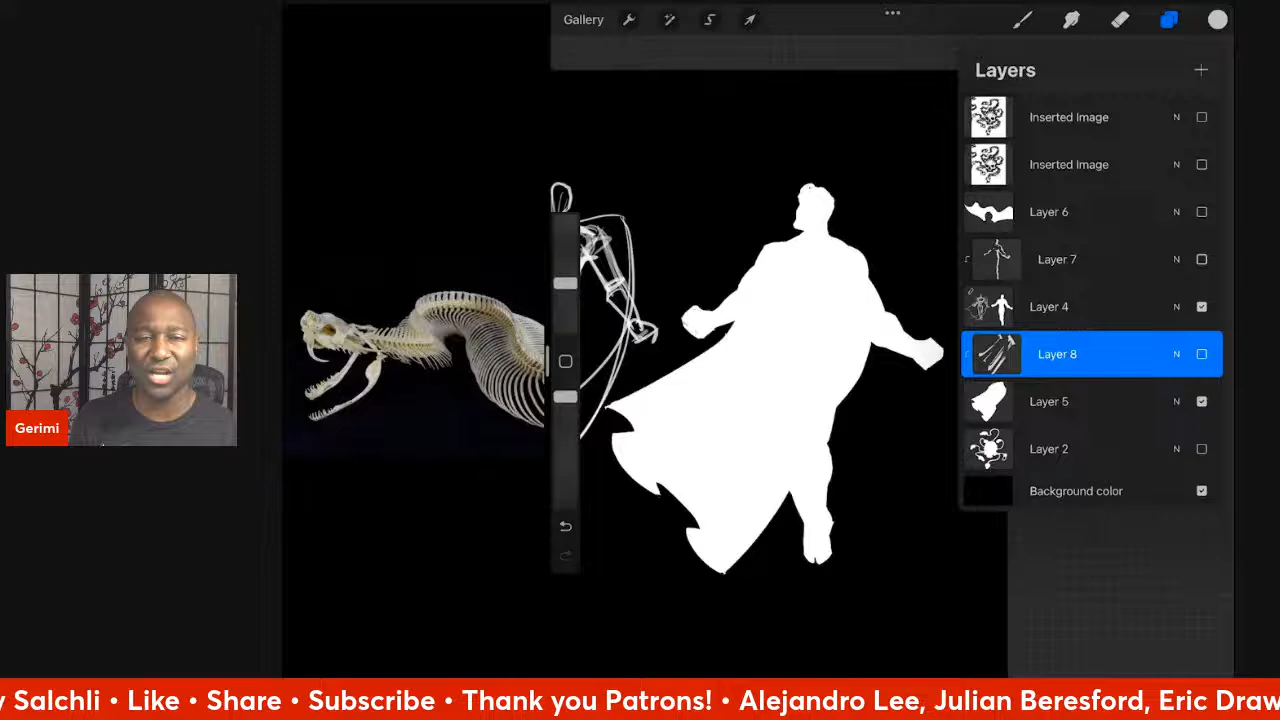 Gallery
Layers
Inserted Image N
Inserted Image N
Layer 6 N
Layer 7 N
Layer 4 N
Layer 8 N
Layer 5 N
Layer 2 N
Background color
Gerimi
y Salchli • Like • Share • Subscribe • Thank you Patrons! • Alejandro Lee, Julian Beresford, Eric Draw